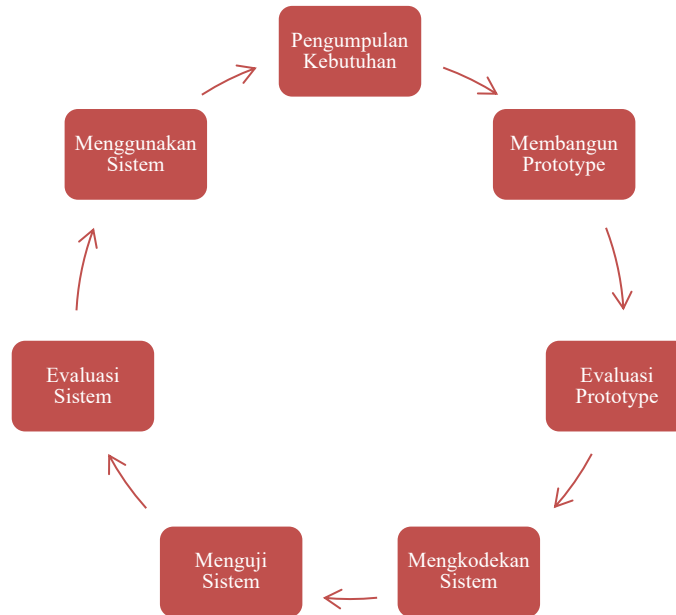 Pengumpulan
Kebutuhan
Membangun
Prototype
Evaluasi
Prototype
Mengkodekan
Sistem
Menguji
Sistem
Evaluasi
Sistem
Menggunakan
Sistem